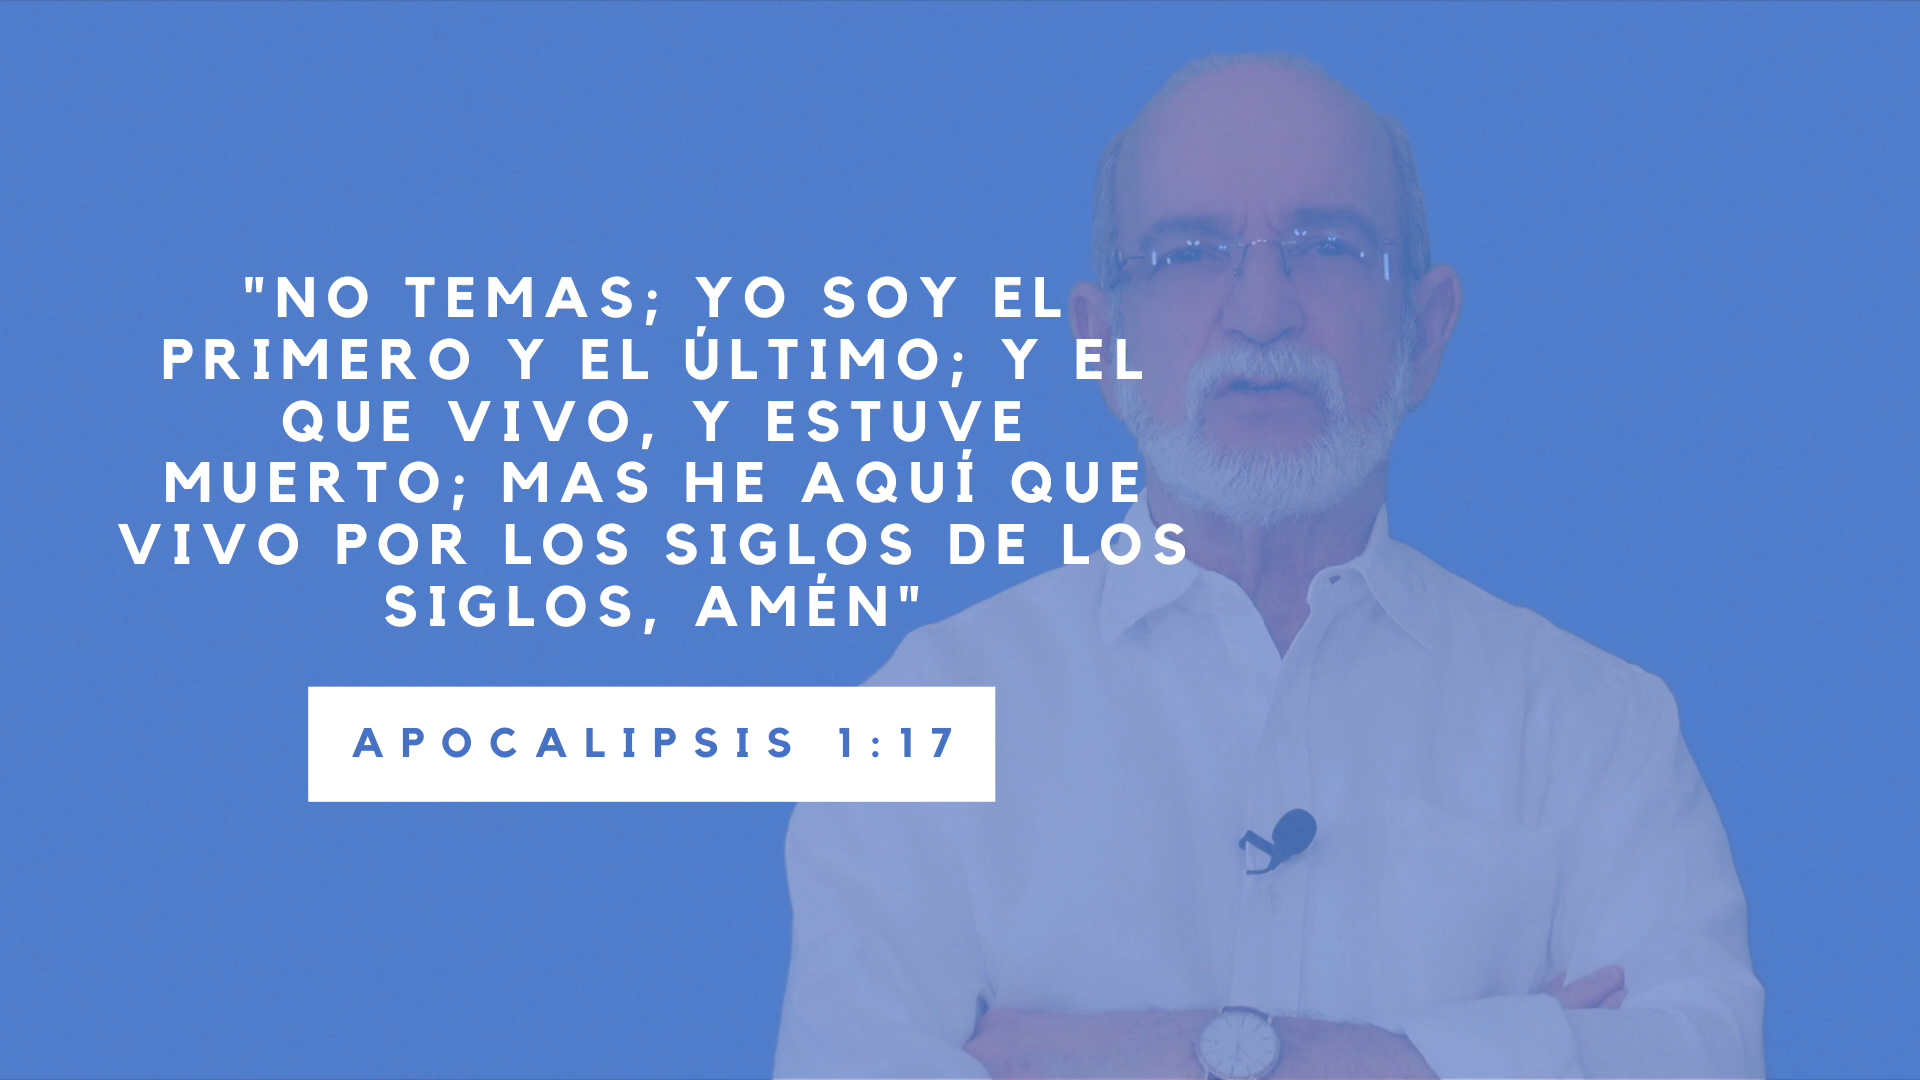 "NO TEMAS; YO SOY EL
PRIMERO Y EL ÚLTIMO; Y EL
QUE VIVO, Y ESTUVE
MUERTO; MAS HE AQUÍ QUE
VIVO POR LOS SIGLOS DE LOS
SIGLOS, AMÉN"
APOCALIPSIS 1:17